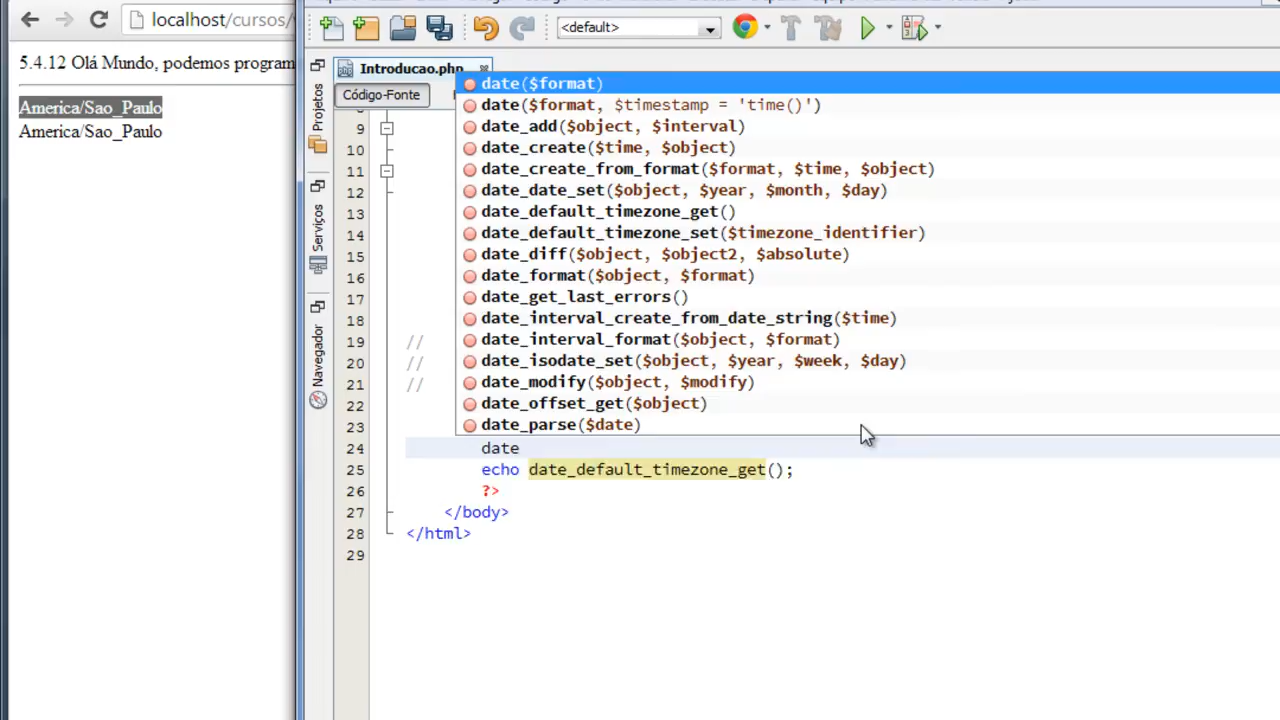 localhost/cursos/
5.4.12 Olá Mundo, podemos program
America/Sao_Paulo
America/Sao_Paulo
<default>
Introducao.php
Código-Fonte
Projetos
Serviços
Navegador
date($format)
date($format, $timestamp = 'time()')
date_add($object, $interval)
date_create($time, $object)
date_create_from_format($format, $time, $object)
date_date_set($object, $year, $month, $day)
date_default_timezone_get()
date_default_timezone_set($timezone_identifier)
date_diff($object, $object2, $absolute)
date_format($object, $format)
date_get_last_errors()
date_interval_create_from_date_string($time)
date_interval_format($object, $format)
date_isodate_set($object, $year, $week, $day)
date_modify($object, $modify)
date_offset_get($object)
date_parse($date)
9
10
11
12
13
14
15
16
17
18
19 //
20 //
21 //
22
23
24 date
25 echo date_default_timezone_get();
26 ?>
27 </body>
28 </html>
29